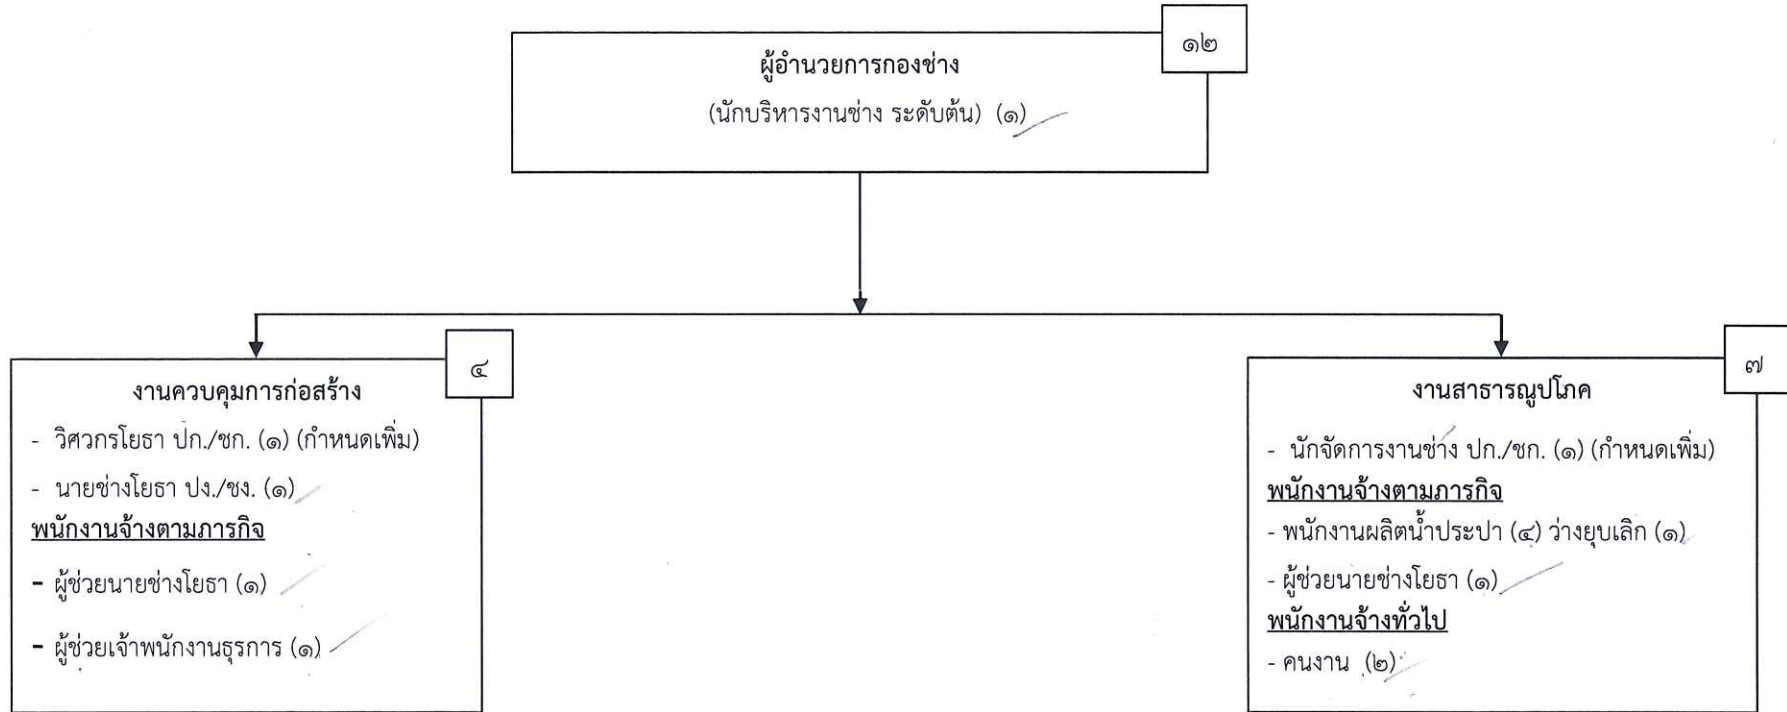 ๑๒
ผู้อำนวยการกองช่าง
(นักบริหารงานช่าง ระดับต้น) (๑)
๔
งานควบคุมการก่อสร้าง
- วิศวกรโยธา ปก./ชก. (๑) (กำหนดเพิ่ม)
- นายช่างโยธา ปง./ชง. (๑)
พนักงานจ้างตามภารกิจ
- ผู้ช่วยนายช่างโยธา (๑)
- ผู้ช่วยเจ้าพนักงานธุรการ (๑)
๗
งานสาธารณูปโภค
- นักจัดการงานช่าง ปก./ชก. (๑) (กำหนดเพิ่ม)
พนักงานจ้างตามภารกิจ
- พนักงานผลิตน้ำประปา (๔) ว่างยุบเลิก (๑)
- ผู้ช่วยนายช่างโยธา (๑)
พนักงานจ้างทั่วไป
- คนงาน (๒)